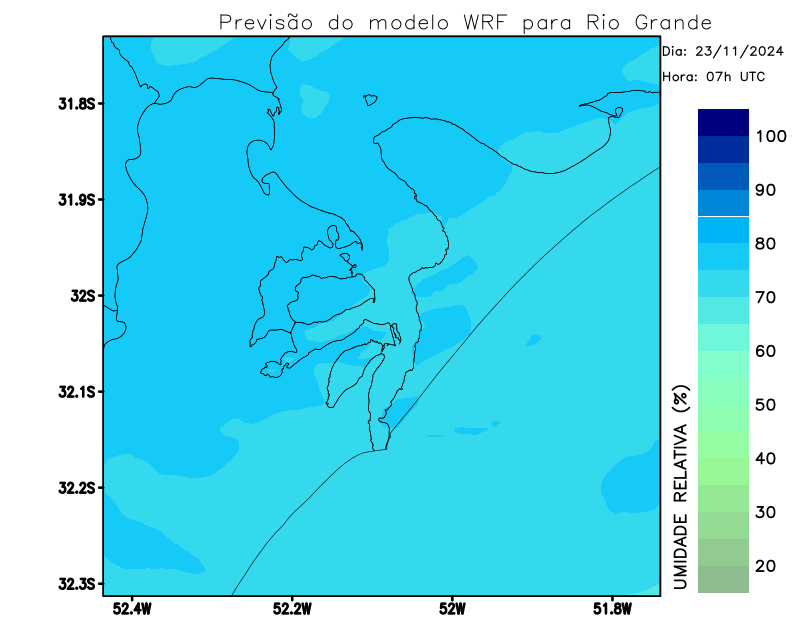 Previsão do modelo WRF para Rio Grande
Dia: 23/11/2024
Hora: 07h UTC
31.8S
31.9S
32S
32.1S
32.2S
32.3S
52.4W
52.2W
52W
51.8W
100
90
80
70
60
50
40
30
20
UMIDADE RELATIVA (%)